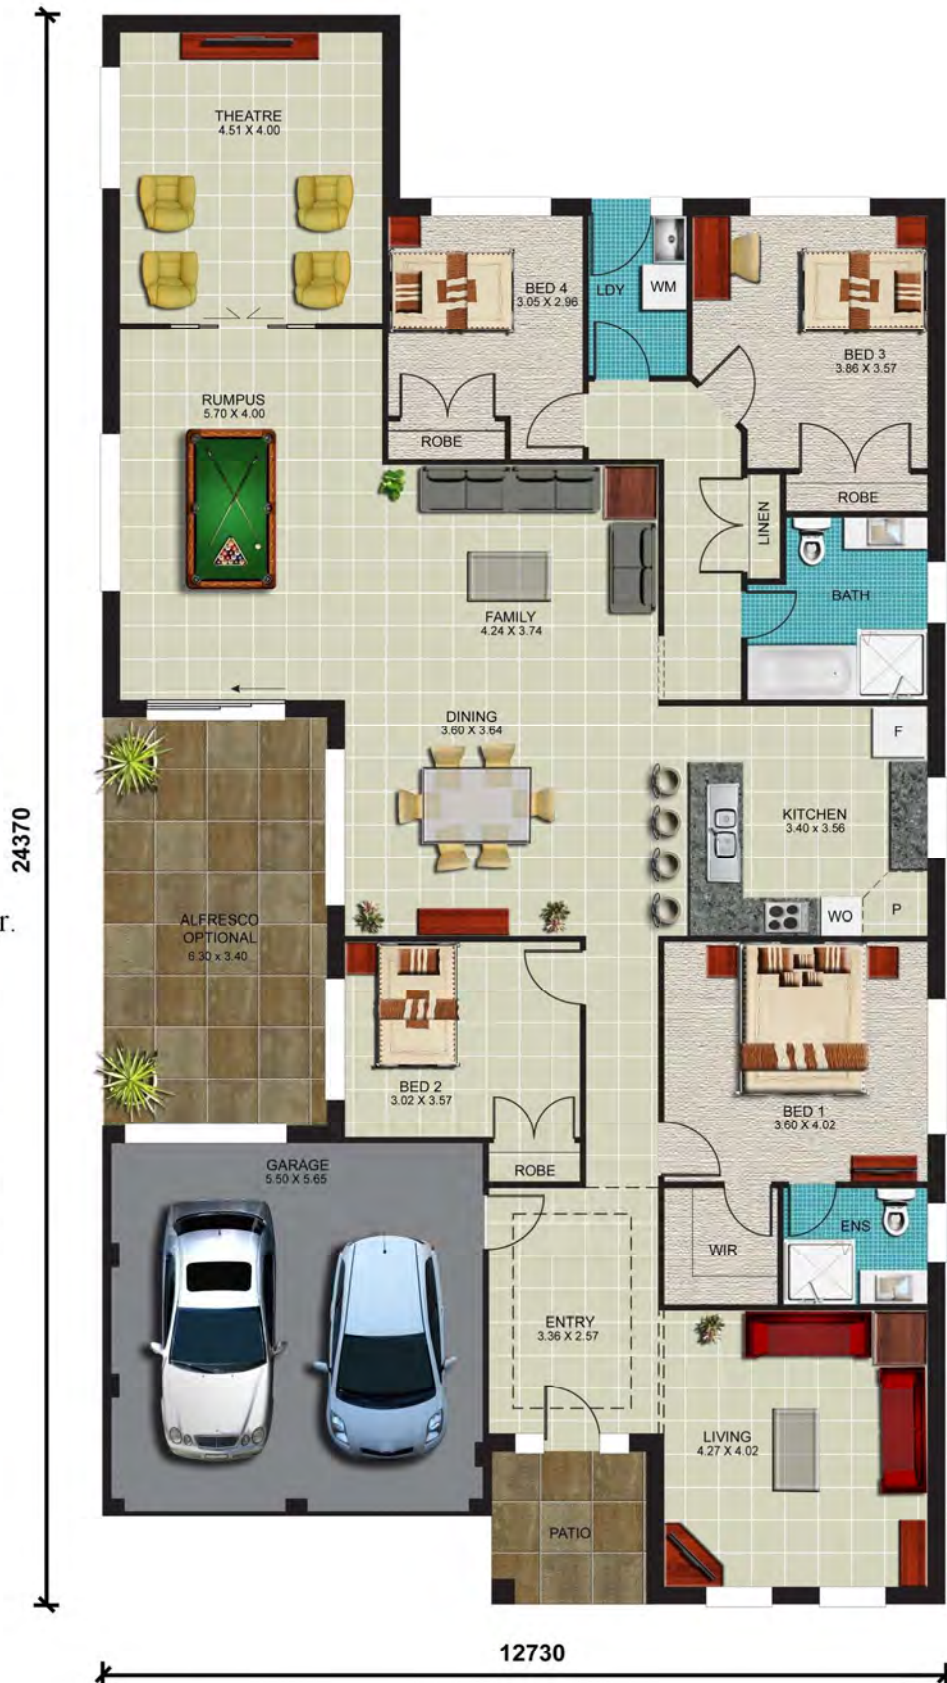 THEATRE
4.51 X 4.00
BED 4
3.05 X 2.96
LDY
WM
BED 3
3.86 X 3.57
RUMPUS
5.70 X 4.00
ROBE
ROBE
LINEN
BATH
FAMILY
4.24 X 3.74
DINING
3.60 X 3.64
F
KITCHEN
3.40 x 3.56
24370
r.
ALFRESCO
OPTIONAL
6.30 x 3.40
WO
P
BED 2
3.02 X 3.57
BED 1
3.60 X 4.02
GARAGE
5.50 X 5.65
ROBE
WIR
ENS
ENTRY
3.36 X 2.57
LIVING
4.27 X 4.02
PATIO
12730